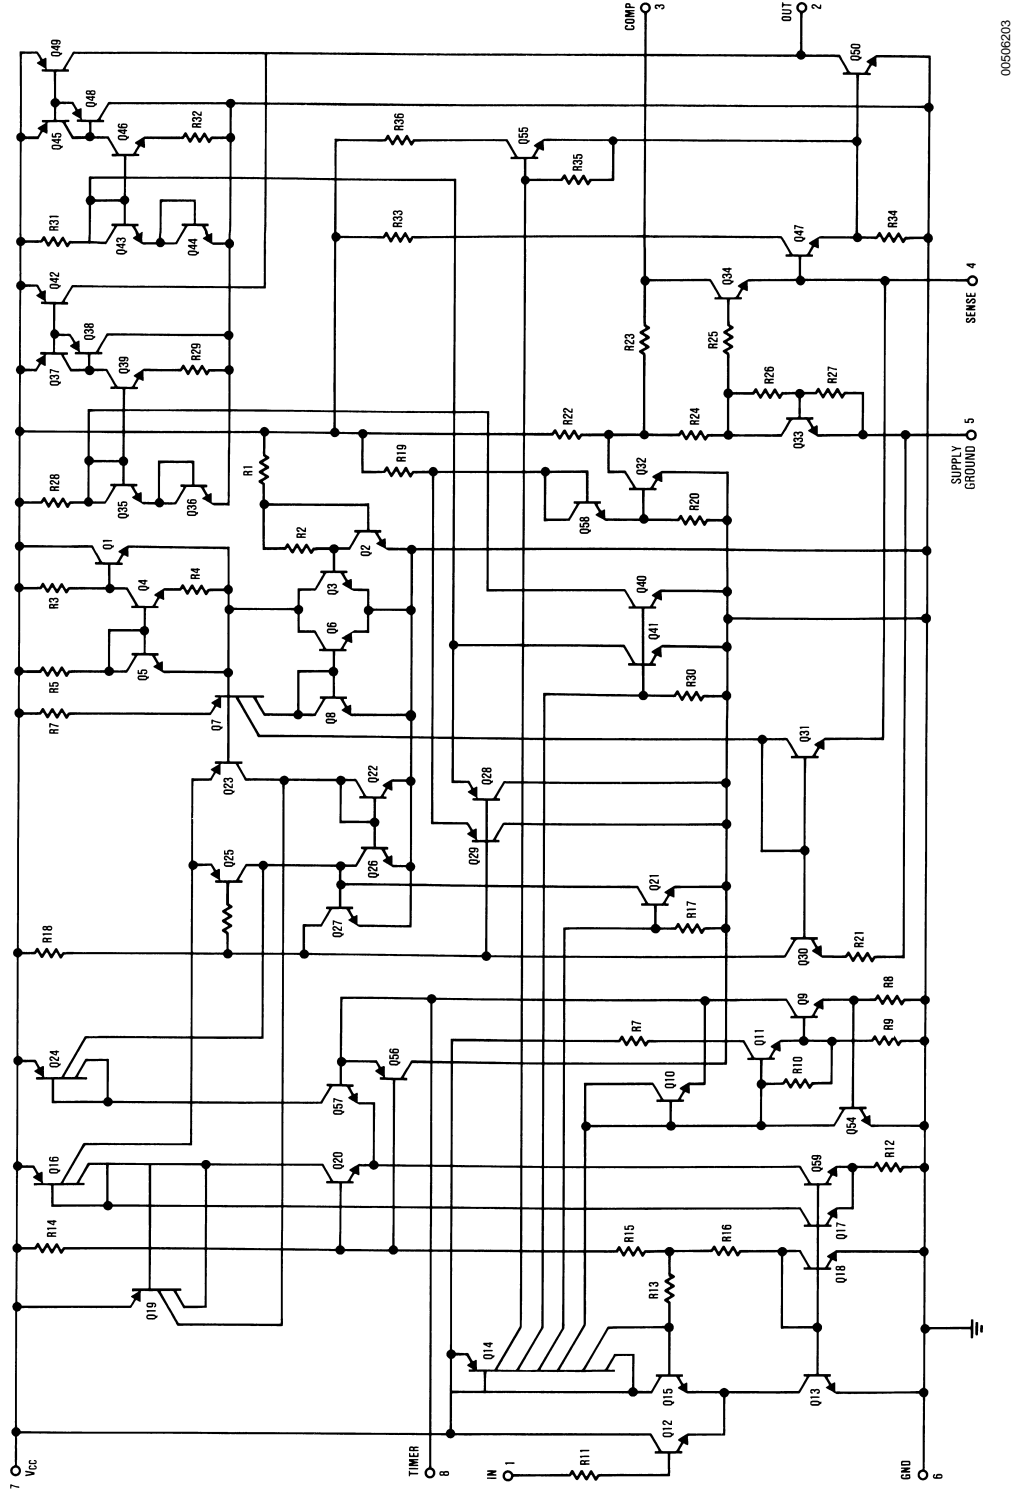 COMP
3
OUT
2
00506203
Q49
Q48
Q45
Q46
R32
R36
Q55
R35
Q50
R31
Q43
Q44
R33
Q47
R34
Q42
Q34
SENSE
4
Q38
Q37
Q39
R29
R23
R25
R26
R27
Q33
R22
R24
SUPPLY
GROUND
5
R28
Q35
Q36
R1
R19
Q32
R20
Q58
R2
Q2
Q1
R3
Q4
R4
Q3
Q40
Q6
Q41
R5
Q5
R30
R7
Q7
Q8
Q31
Q23
Q22
Q28
Q25
Q26
Q29
Q21
R17
Q27
R18
Q30
R21
Q9
R8
R7
Q11
R9
Q24
Q56
Q10
R10
Q57
Q54
Q16
Q20
Q59
R12
Q17
R14
R15
R16
Q18
R13
Q19
Q14
Q15
Q13
Q12
R11
7
VCC
TIMER
8
IN
1
GND
6